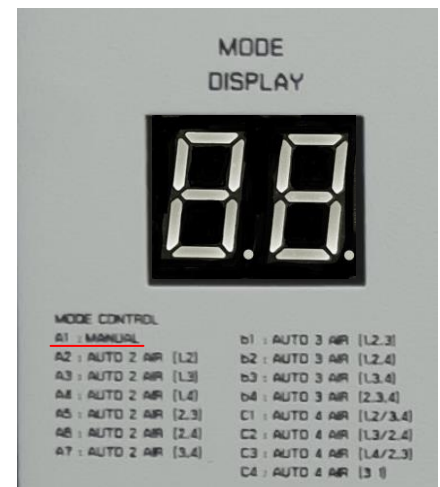 MODE
DISPLAY
8.8.
MODE CONTROL
A1 : MANUAL
A2 : AUTO 2 AIR (1,2)
A3 : AUTO 2 AIR (1,3)
A4 : AUTO 2 AIR (1,4)
A5 : AUTO 2 AIR (2,3)
A6 : AUTO 2 AIR (2,4)
A7 : AUTO 2 AIR (3,4)
b1 : AUTO 3 AIR (1,2,3)
b2 : AUTO 3 AIR (1,2,4)
b3 : AUTO 3 AIR (1,3,4)
b4 : AUTO 3 AIR (2,3,4)
C1 : AUTO 4 AIR (1,2/3,4)
C2 : AUTO 4 AIR (1,3/2,4)
C3 : AUTO 4 AIR (1,4/2,3)
C4 : AUTO 4 AIR (3 1)